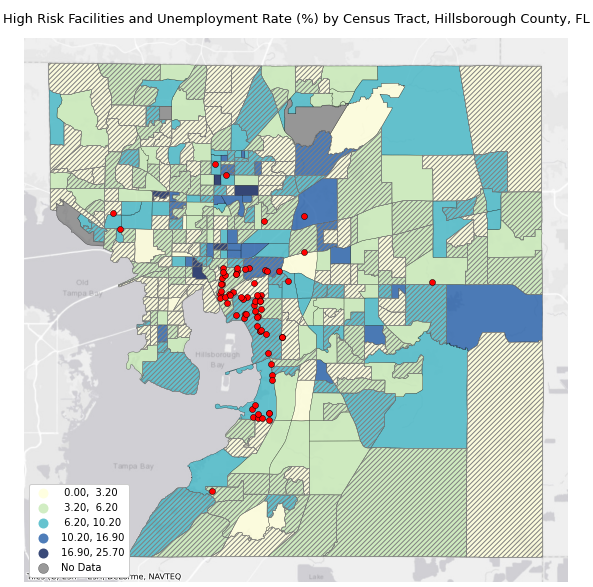 High Risk Facilities and Unemployment Rate (%) by Census Tract, Hillsborough County, FL
Old
Tampa Bay
Hillsborough
Bay
Tampa Bay
0.00, 3.20
3.20, 6.20
6.20, 10.20
10.20, 16.90
16.90, 25.70
No Data
DeLorme, NAVTEQ
Lake